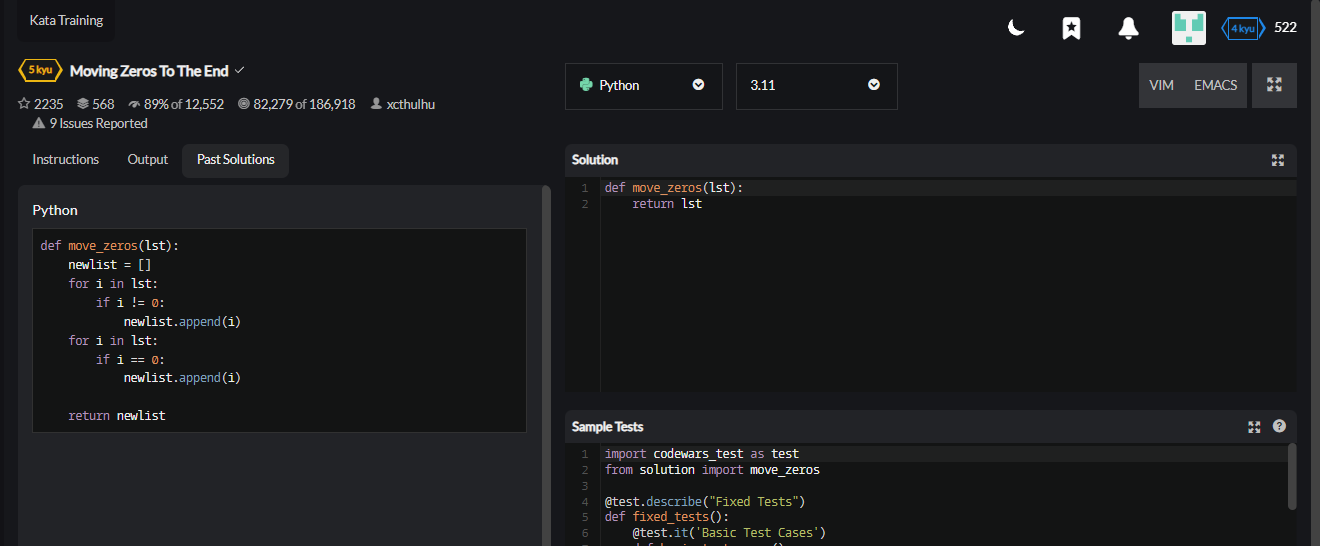 Kata Training
4 kyu 522
5 kyu Moving Zeros To The End
2235 568 89% of 12,552 82,279 of 186,918 xcthulhu
9 Issues Reported
Python 3.11 VIM EMACS
Instructions Output Past Solutions
Python
def move_zeros(lst):
    newlist = []
    for i in lst:
        if i != 0:
            newlist.append(i)
    for i in lst:
        if i == 0:
            newlist.append(i)
    return newlist
Solution
1 def move_zeros(lst):
2     return lst
Sample Tests
1 import codewars_test as test
2 from solution import move_zeros
3
4 @test.describe("Fixed Tests")
5 def fixed_tests():
6     @test.it('Basic Test Cases')